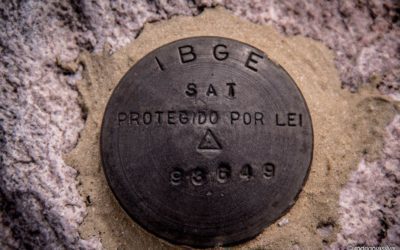 IBGE
SAT
PROTEGIDO POR LEI
93649